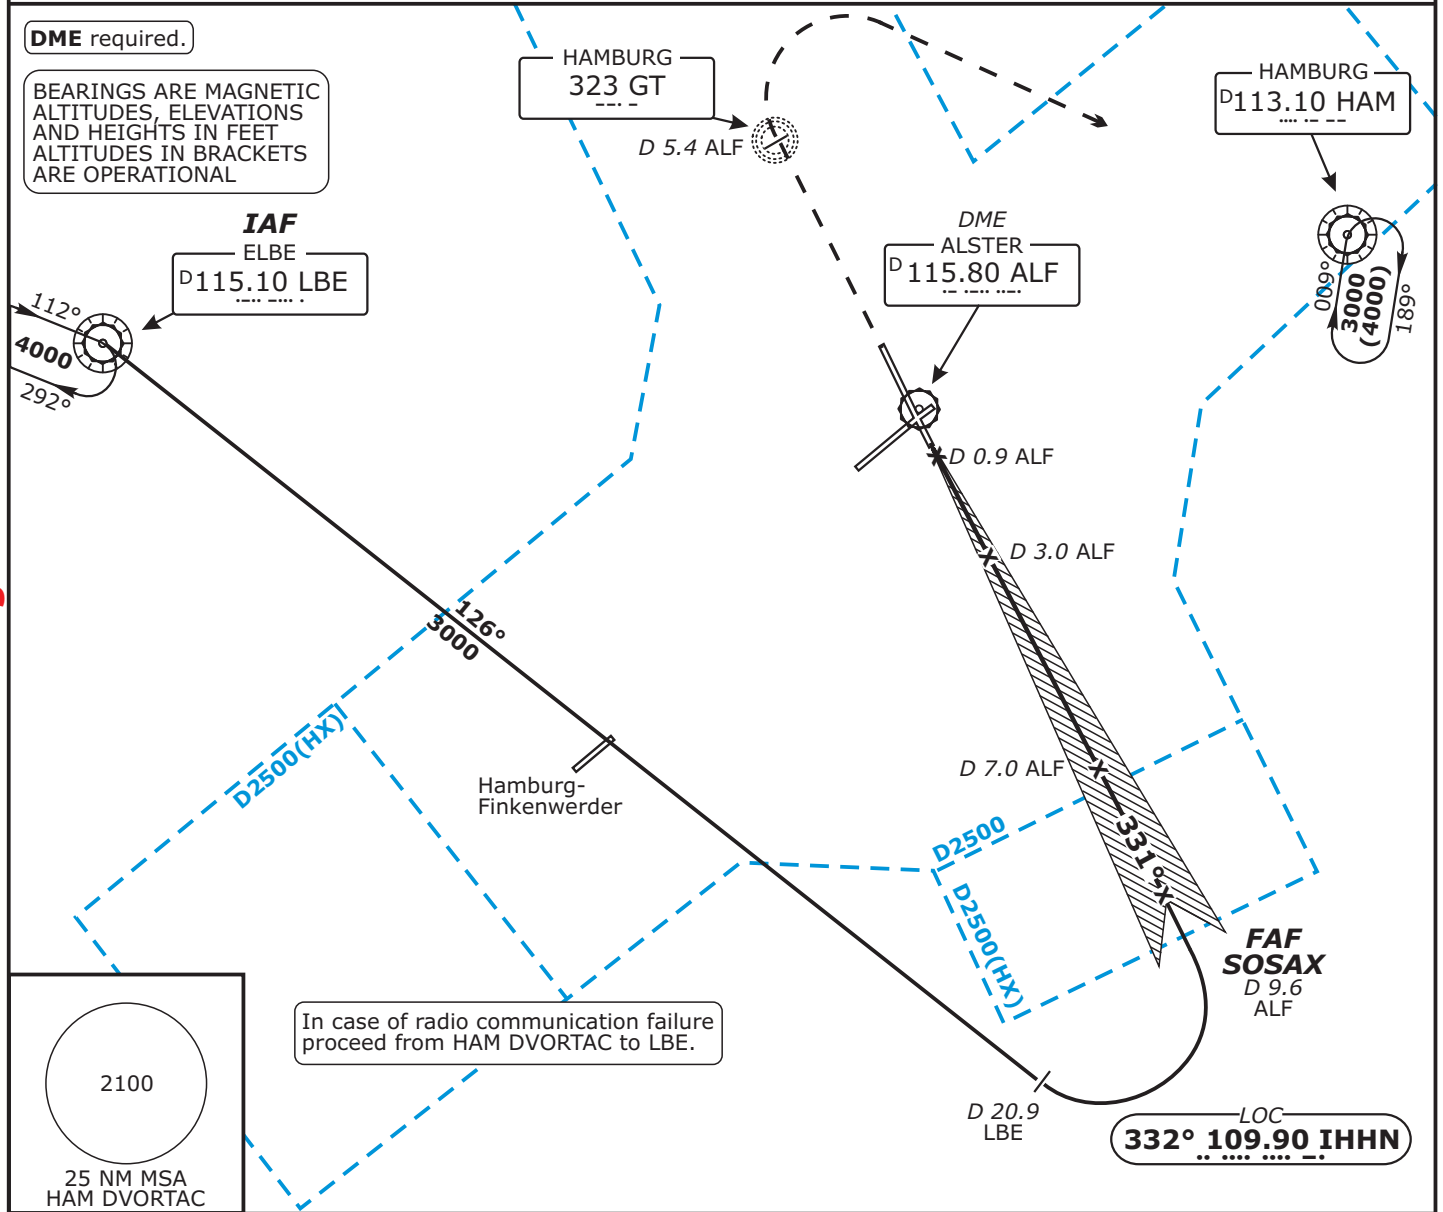 DME required.
BEARINGS ARE MAGNETIC
ALTITUDES, ELEVATIONS
AND HEIGHTS IN FEET
ALTITUDES IN BRACKETS
ARE OPERATIONAL
HAMBURG
323 GT
D 5.4 ALF
HAMBURG
D 113.10 HAM
IAF
ELBE
D 115.10 LBE
112°
4000
292°
DME
ALSTER
D 115.80 ALF
009°
3000
(4000)
189°
D 0.9 ALF
D 3.0 ALF
126°
3000
D2500(HX)
Hamburg-
Finkenwerder
D 7.0 ALF
D2500
331°
D2500(HX)
FAF
SOSAX
D 9.6
ALF
In case of radio communication failure
proceed from HAM DVORTAC to LBE.
2100
25 NM MSA
HAM DVORTAC
D 20.9
LBE
LOC
332° 109.90 IHHN